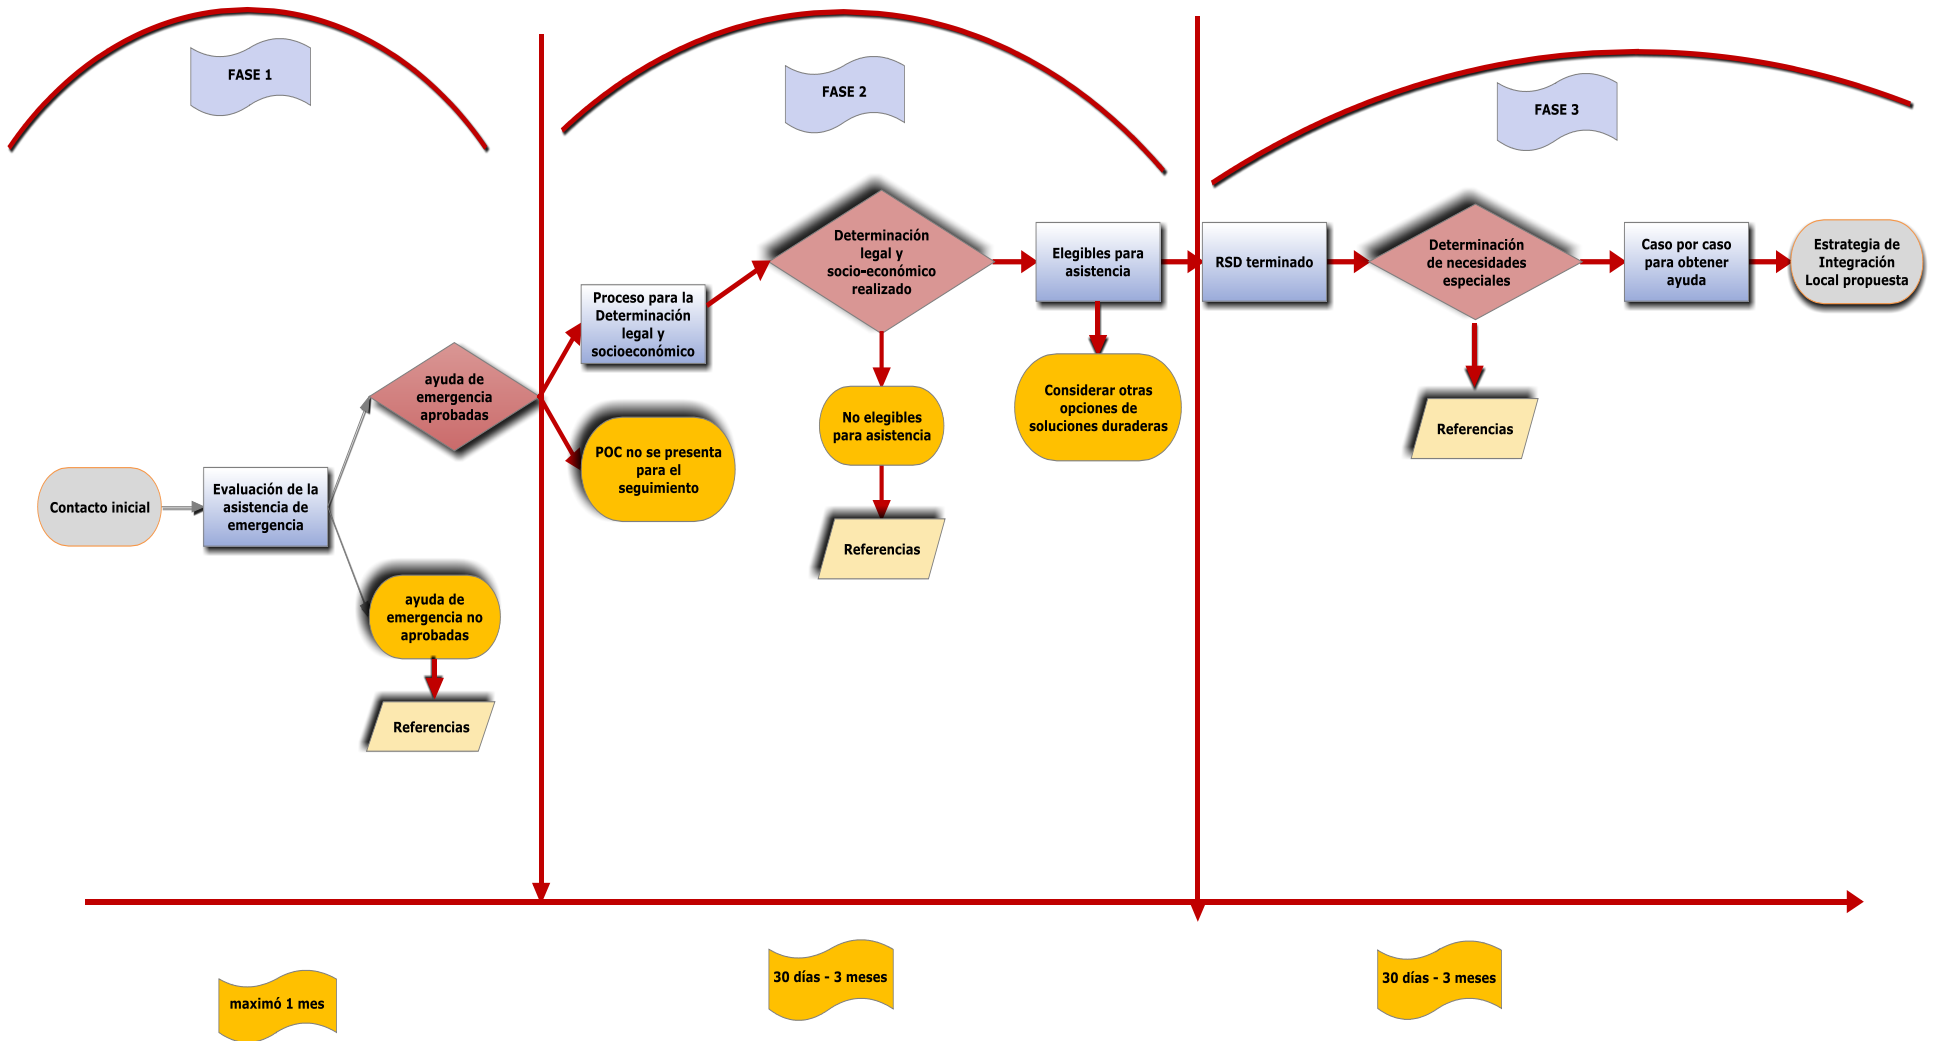 FASE 1
FASE 2
FASE 3
Contacto inicial
Evaluación de la
asistencia de
emergencia
ayuda de
emergencia
aprobadas
ayuda de
emergencia no
aprobadas
Referencias
Proceso para la
Determinación
legal y
socioeconómico
POC no se presenta
para el
seguimiento
Determinación
legal y
socio-económico
realizado
No elegibles
para asistencia
Referencias
Elegibles para
asistencia
Considerar otras
opciones de
soluciones duraderas
RSD terminado
Determinación
de necesidades
especiales
Referencias
Caso por caso
para obtener
ayuda
Estrategia de
Integración
Local propuesta
maximó 1 mes
30 días - 3 meses
30 días - 3 meses